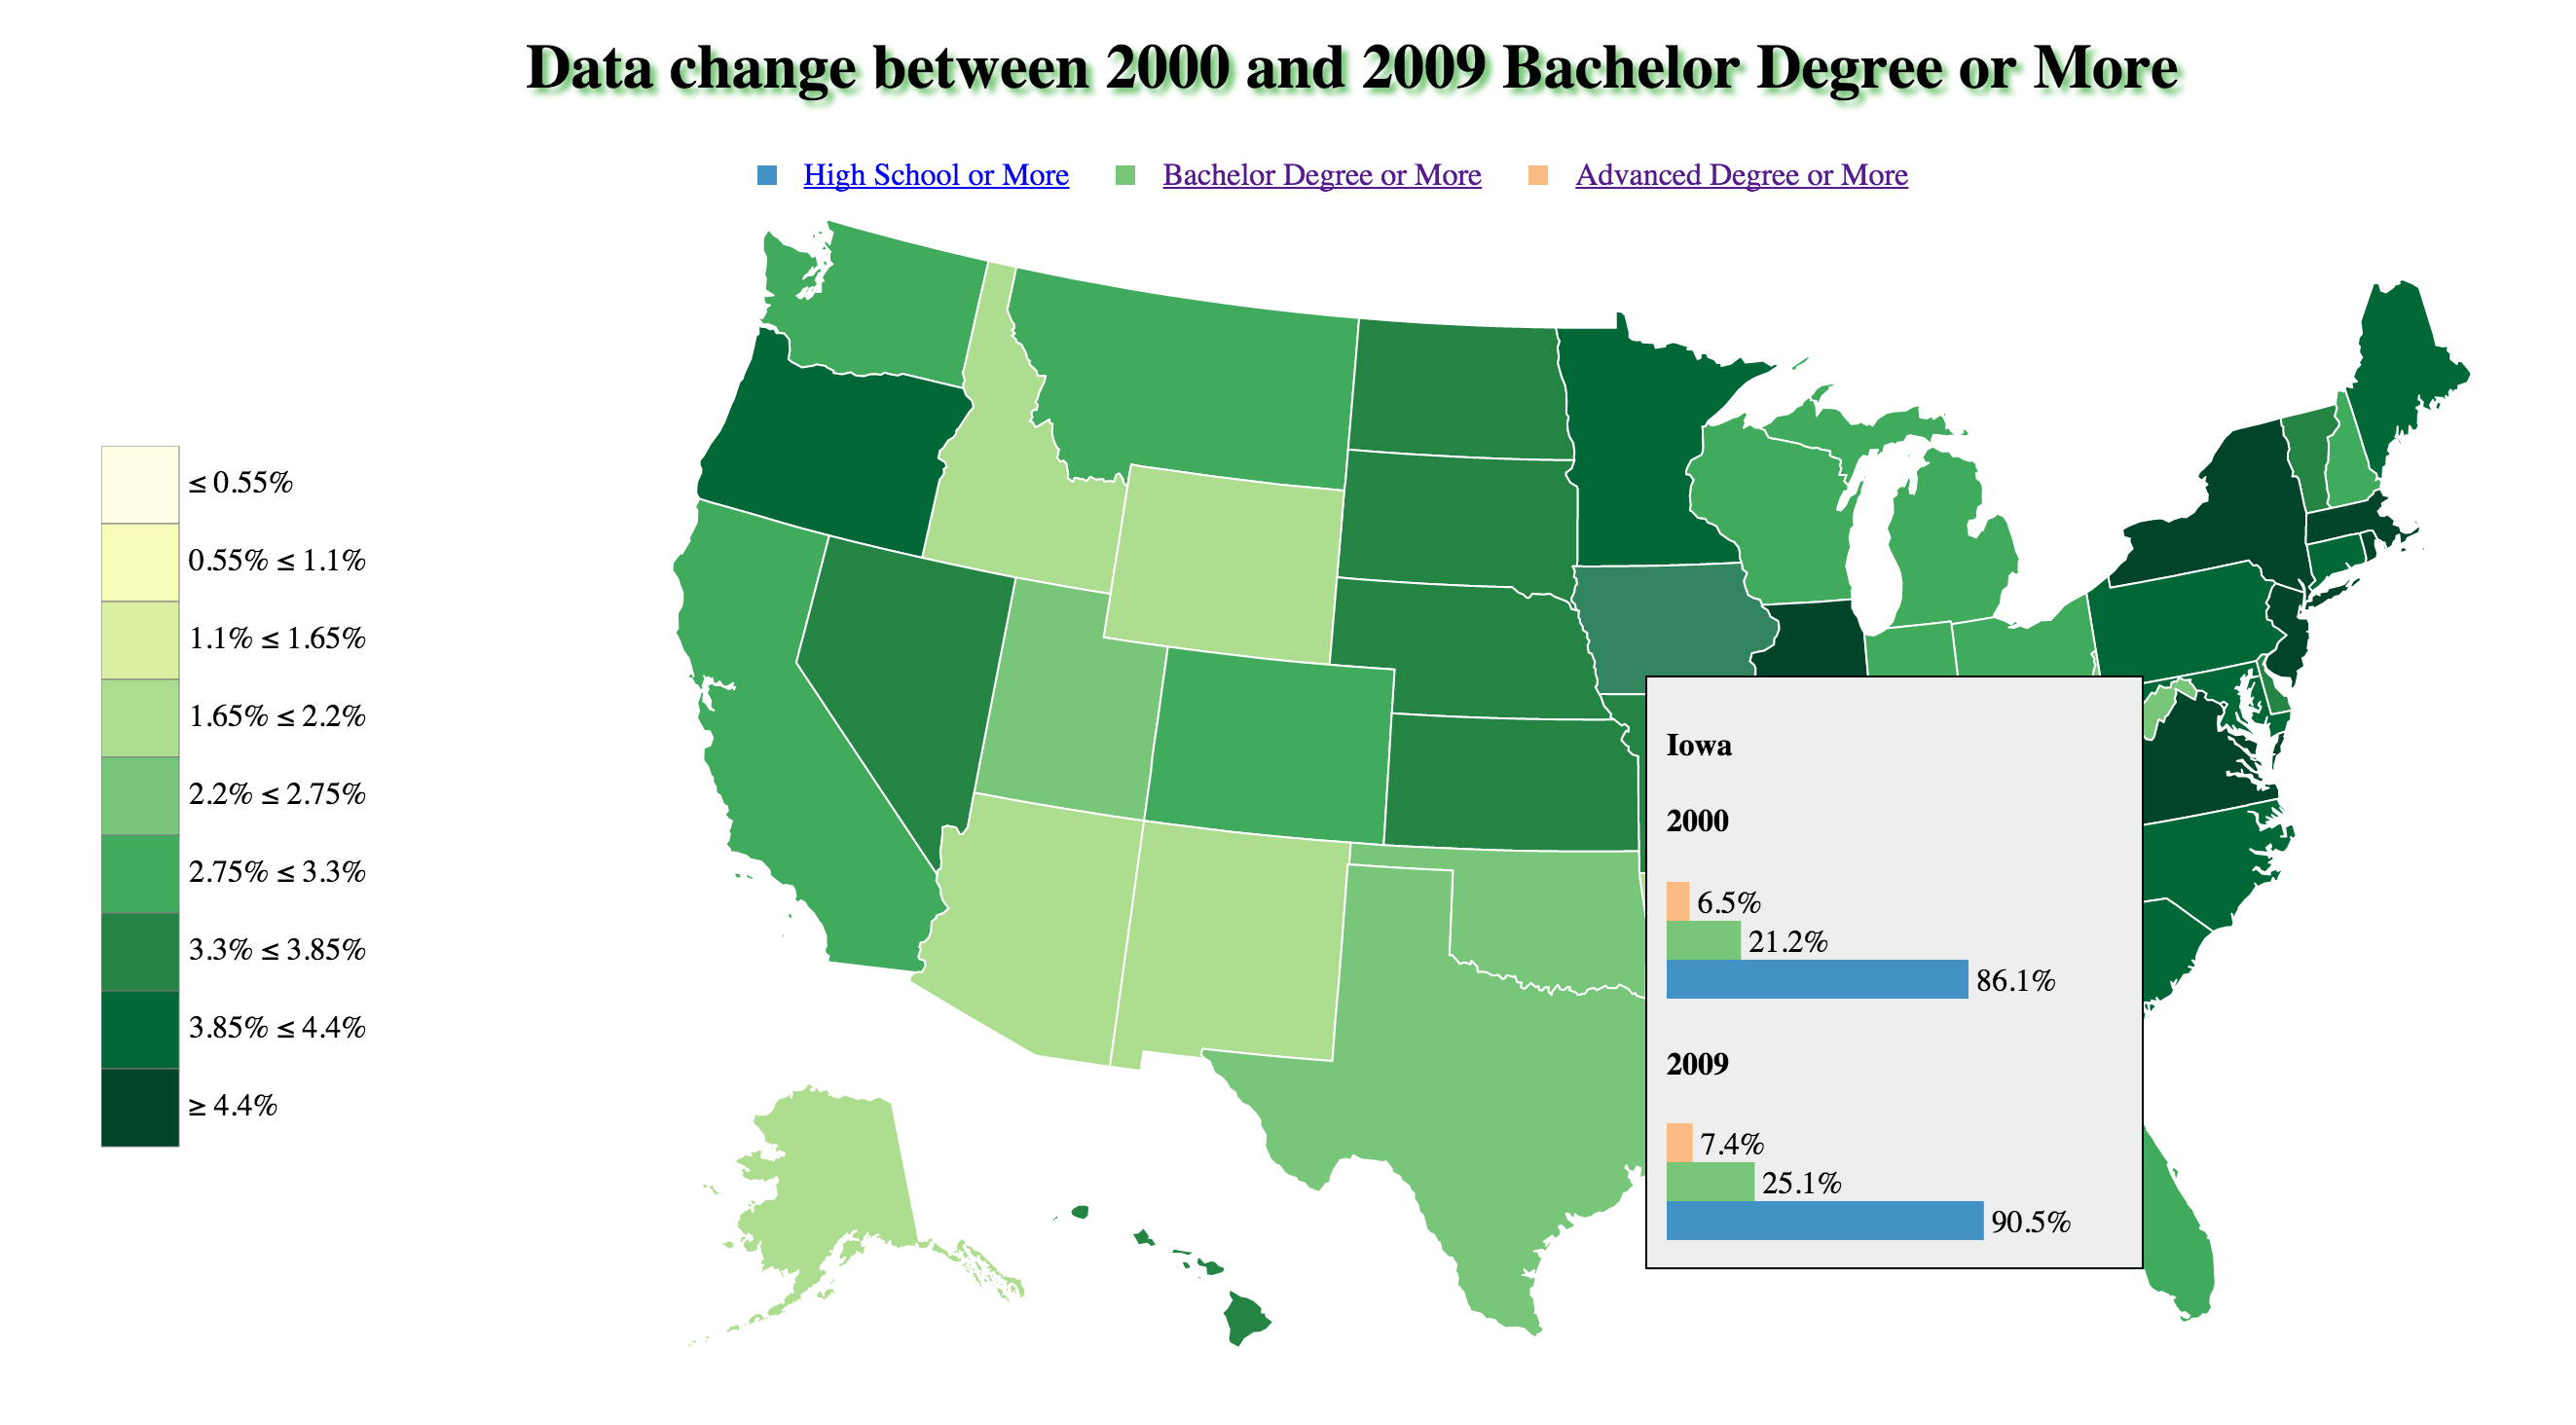 Data change between 2000 and 2009 Bachelor Degree or More
High School or More Bachelor Degree or More Advanced Degree or More
≤ 0.55%
0.55% ≤ 1.1%
1.1% ≤ 1.65%
1.65% ≤ 2.2%
2.2% ≤ 2.75%
2.75% ≤ 3.3%
3.3% ≤ 3.85%
3.85% ≤ 4.4%
≥ 4.4%
Iowa
2000
6.5%
21.2%
86.1%
2009
7.4%
25.1%
90.5%